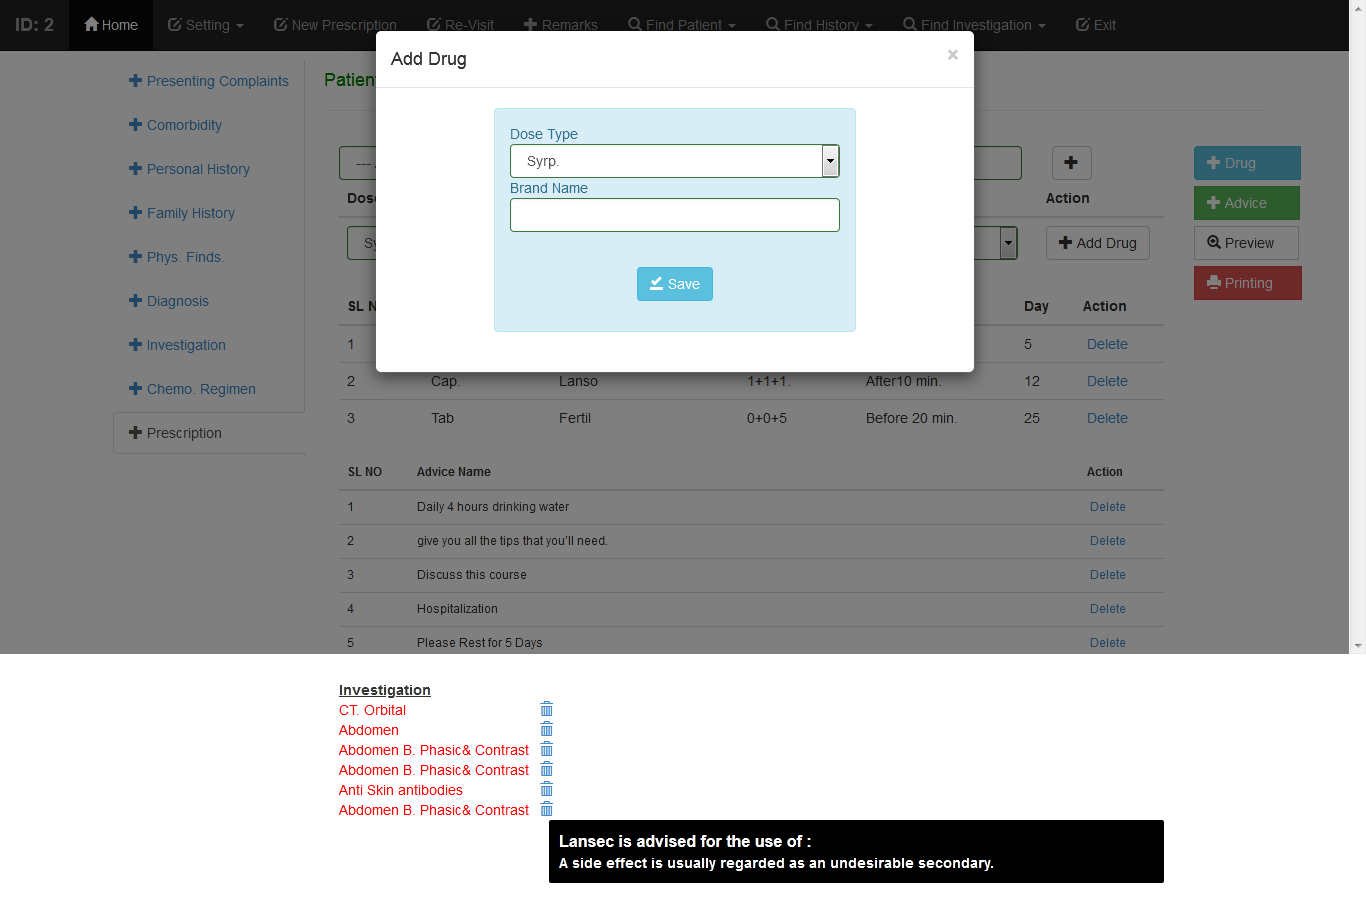 ID: 2 Home Setting New Prescription Re-Visit Remarks Find Patient Find History Find Investigation Exit
Presenting Complaints
Comorbidity
Personal History
Family History
Phys. Finds.
Diagnosis
Investigation
Chemo. Regimen
Prescription
Add Drug ×
Dose Type
Syrp.
Brand Name
Save
Action
Add Drug
Drug
Advice
Preview
Printing
Day Action
1 5 Delete
2 Cap. Lanso 1+1+1. After10 min. 12 Delete
3 Tab Fertil 0+0+5 Before 20 min. 25 Delete
SL NO Advice Name Action
1 Daily 4 hours drinking water Delete
2 give you all the tips that you'll need. Delete
3 Discuss this course Delete
4 Hospitalization Delete
5 Please Rest for 5 Days Delete
Investigation
CT. Orbital
Abdomen
Abdomen B. Phasic& Contrast
Abdomen B. Phasic& Contrast
Anti Skin antibodies
Abdomen B. Phasic& Contrast
Lansec is advised for the use of :
A side effect is usually regarded as an undesirable secondary.